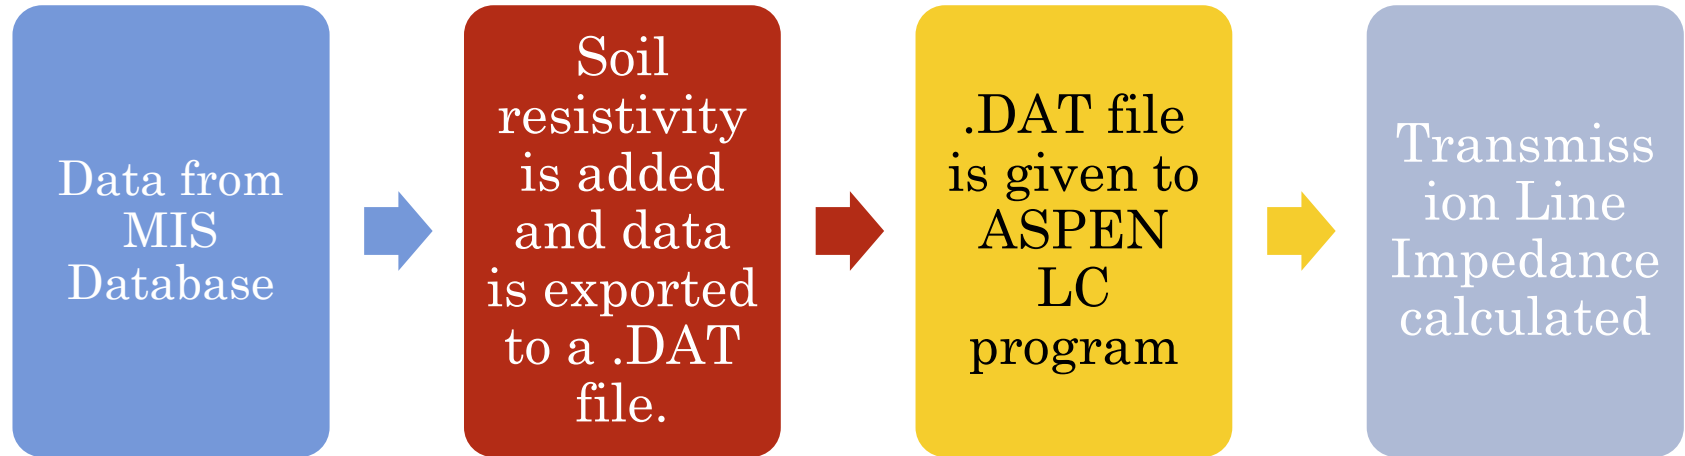 Data from
MIS
Database
Soil
resistivity
is added
and data
is exported
to a .DAT
file.
.DAT file
is given to
ASPEN
LC
program
Transmiss
ion Line
Impedance
calculated